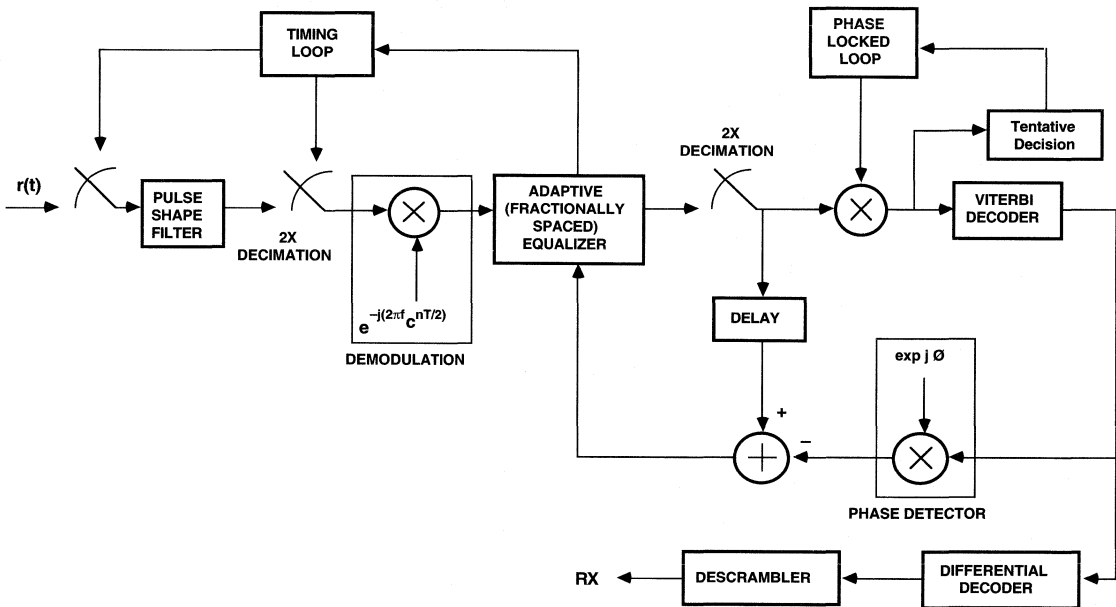 TIMING
LOOP
PHASE
LOCKED
LOOP
2X
DECIMATION
Tentative
Decision
r(t)
PULSE
SHAPE
FILTER
2X
DECIMATION
e^–j(2πf c nT/2)
DEMODULATION
ADAPTIVE
(FRACTIONALLY
SPACED)
EQUALIZER
VITERBI
DECODER
DELAY
exp j Ø
+
–
PHASE DETECTOR
RX
DESCRAMBLER
DIFFERENTIAL
DECODER